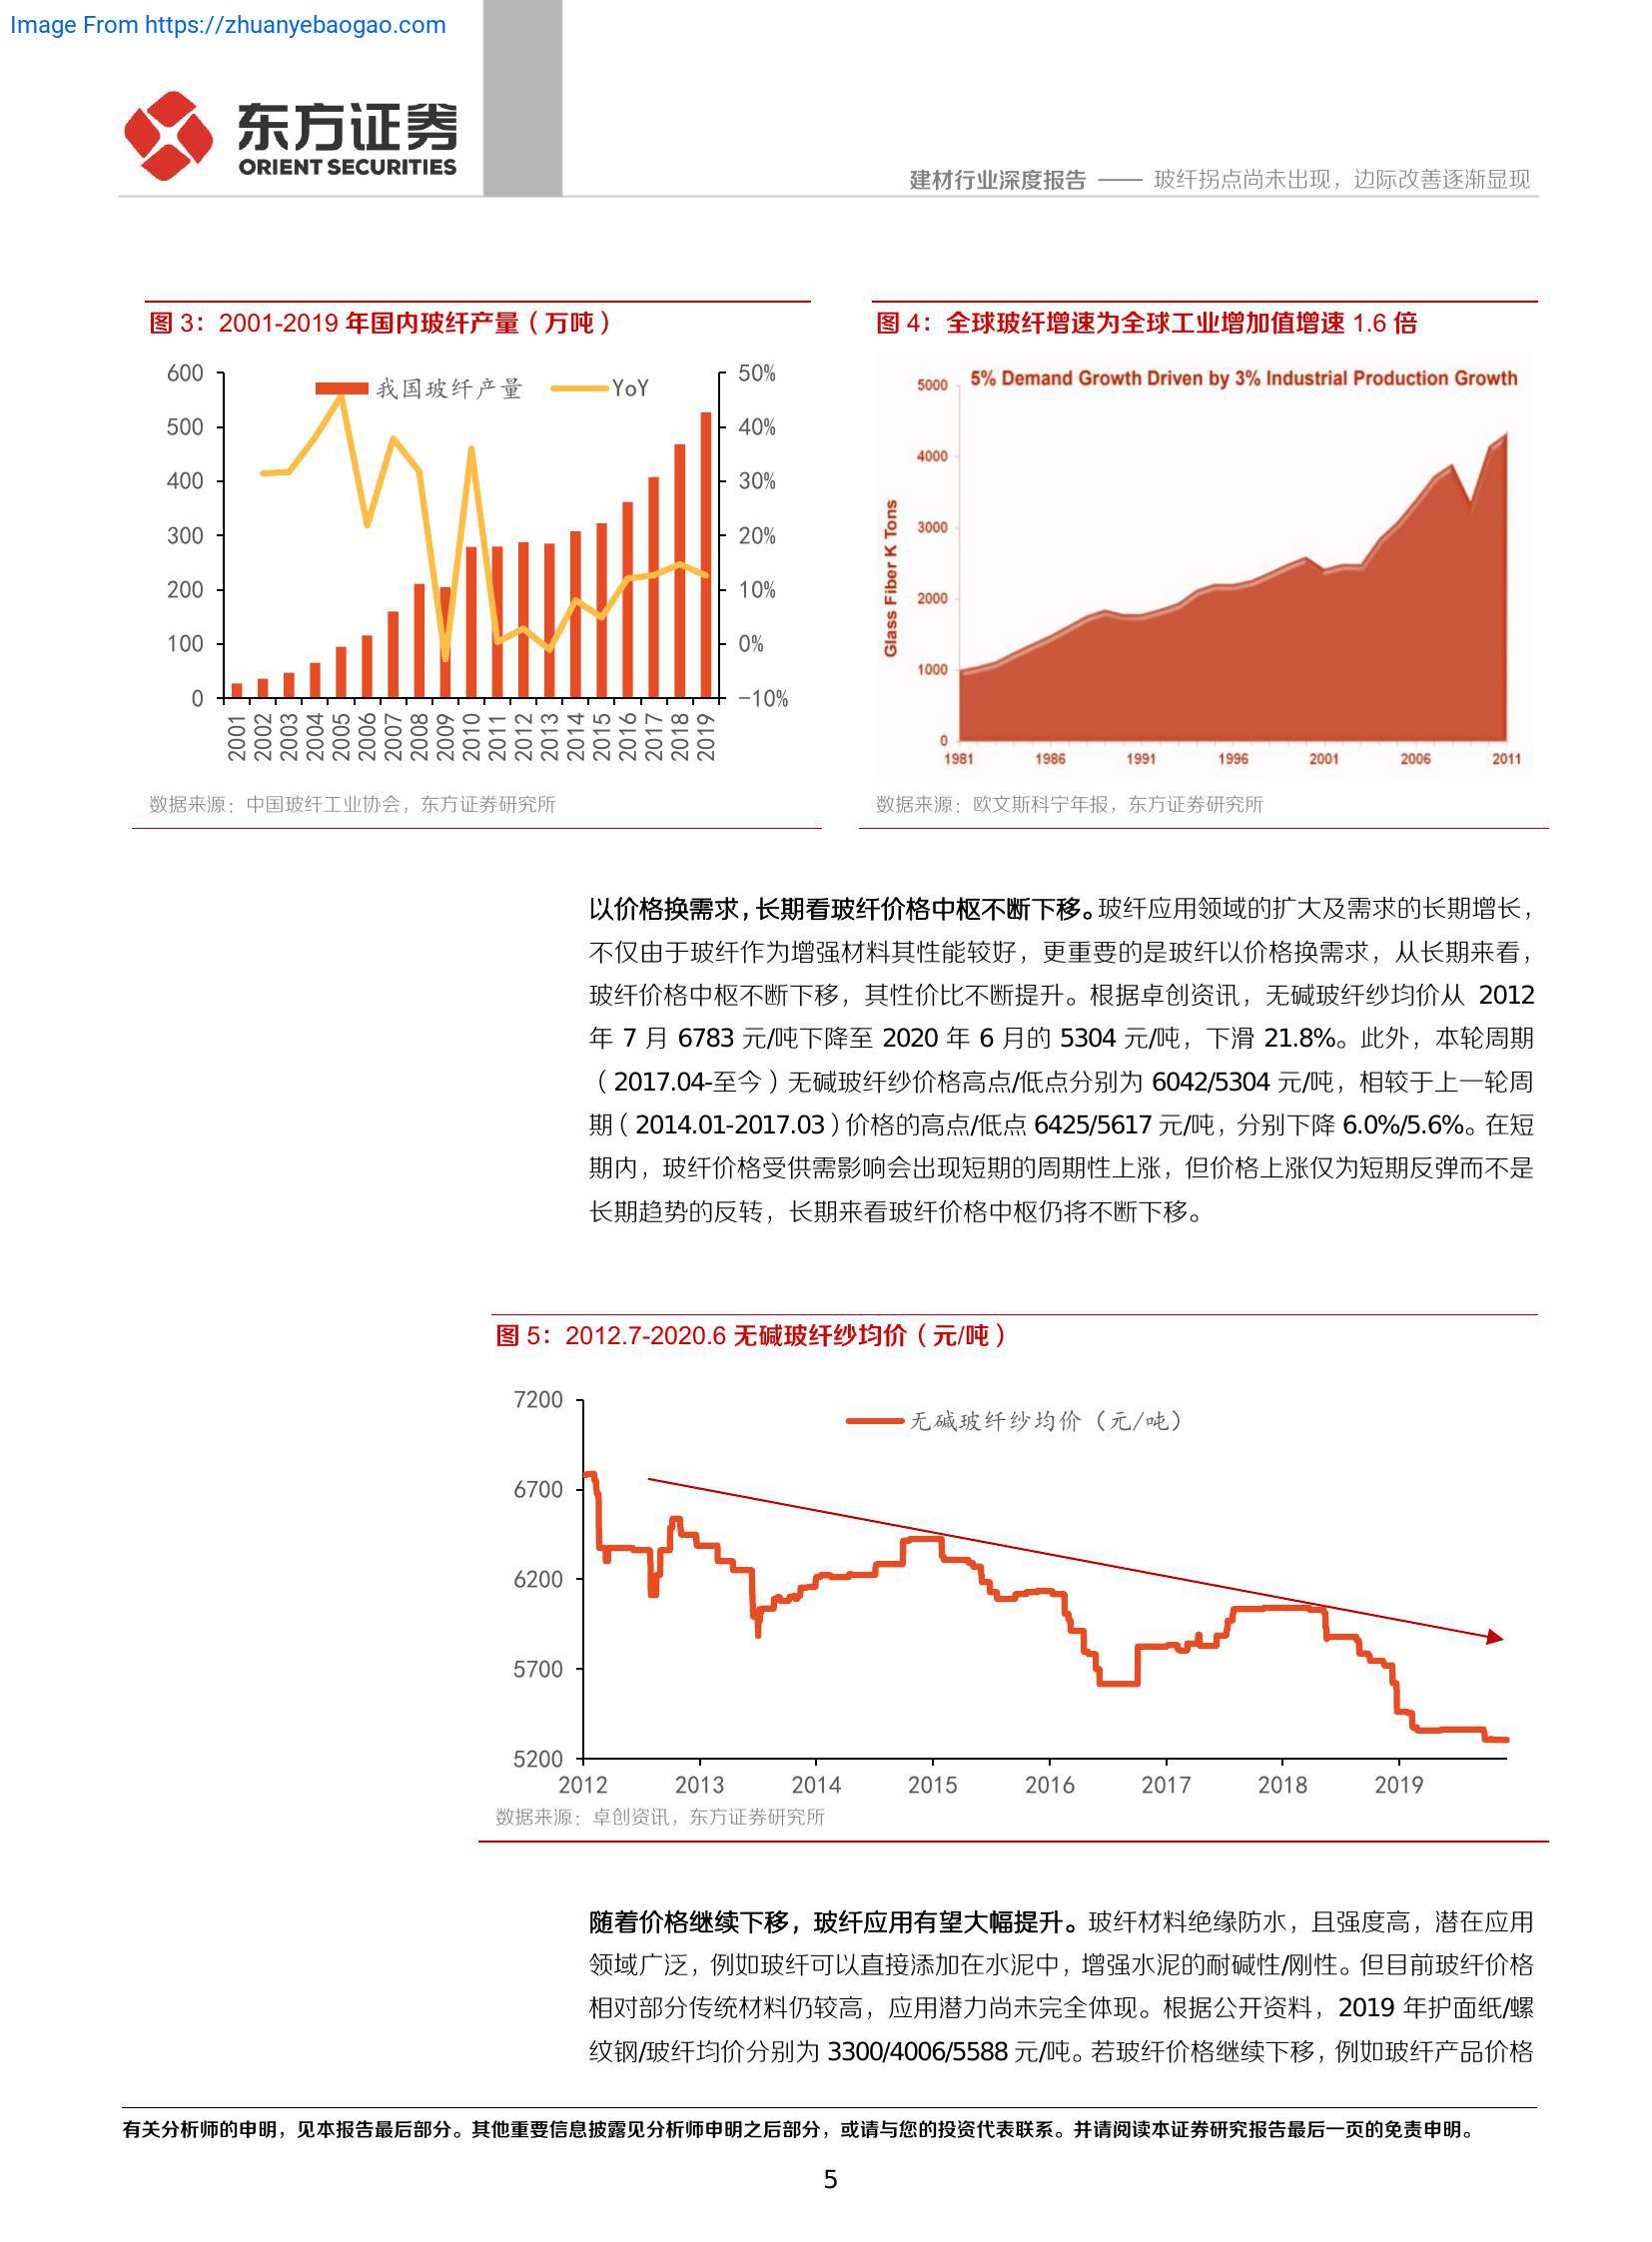 Image From https://zhuanyebaogao.com
东方证券
ORIENT SECURITIES
建材行业深度报告 —— 玻纤拐点尚未出现，边际改善逐渐显现
图 3：2001-2019 年国内玻纤产量（万吨）
我国玻纤产量 YoY
600
500
400
300
200
100
0
50%
40%
30%
20%
10%
0%
-10%
2001 2002 2003 2004 2005 2006 2007 2008 2009 2010 2011 2012 2013 2014 2015 2016 2017 2018 2019
数据来源：中国玻纤工业协会，东方证券研究所
图 4：全球玻纤增速为全球工业增加值增速 1.6 倍
5% Demand Growth Driven by 3% Industrial Production Growth
Glass Fiber K Tons
5000
4000
3000
2000
1000
0
1981 1986 1991 1996 2001 2006 2011
数据来源：欧文斯科宁年报，东方证券研究所
以价格换需求，长期看玻纤价格中枢不断下移。玻纤应用领域的扩大及需求的长期增长，
不仅由于玻纤作为增强材料其性能较好，更重要的是玻纤以价格换需求，从长期来看，
玻纤价格中枢不断下移，其性价比不断提升。根据卓创资讯，无碱玻纤纱均价从 2012
年 7 月 6783 元/吨下降至 2020 年 6 月的 5304 元/吨，下滑 21.8%。此外，本轮周期
（2017.04-至今）无碱玻纤纱价格高点/低点分别为 6042/5304 元/吨，相较于上一轮周
期（2014.01-2017.03）价格的高点/低点 6425/5617 元/吨，分别下降 6.0%/5.6%。在短
期内，玻纤价格受供需影响会出现短期的周期性上涨，但价格上涨仅为短期反弹而不是
长期趋势的反转，长期来看玻纤价格中枢仍将不断下移。
图 5：2012.7-2020.6 无碱玻纤纱均价（元/吨）
无碱玻纤纱均价（元/吨）
7200
6700
6200
5700
5200
2012 2013 2014 2015 2016 2017 2018 2019
数据来源：卓创资讯，东方证券研究所
随着价格继续下移，玻纤应用有望大幅提升。玻纤材料绝缘防水，且强度高，潜在应用
领域广泛，例如玻纤可以直接添加在水泥中，增强水泥的耐碱性/刚性。但目前玻纤价格
相对部分传统材料仍较高，应用潜力尚未完全体现。根据公开资料，2019 年护面纸/螺
纹钢/玻纤均价分别为 3300/4006/5588 元/吨。若玻纤价格继续下移，例如玻纤产品价格
有关分析师的申明，见本报告最后部分。其他重要信息披露见分析师申明之后部分，或请与您的投资代表联系。并请阅读本证券研究报告最后一页的免责申明。
5